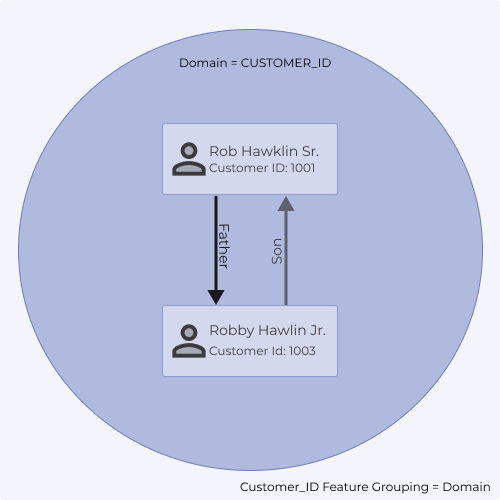 Domain = CUSTOMER_ID
Rob Hawklin Sr.
Customer ID: 1001
Father
Son
Robby Hawlin Jr.
Customer Id: 1003
Customer_ID Feature Grouping = Domain